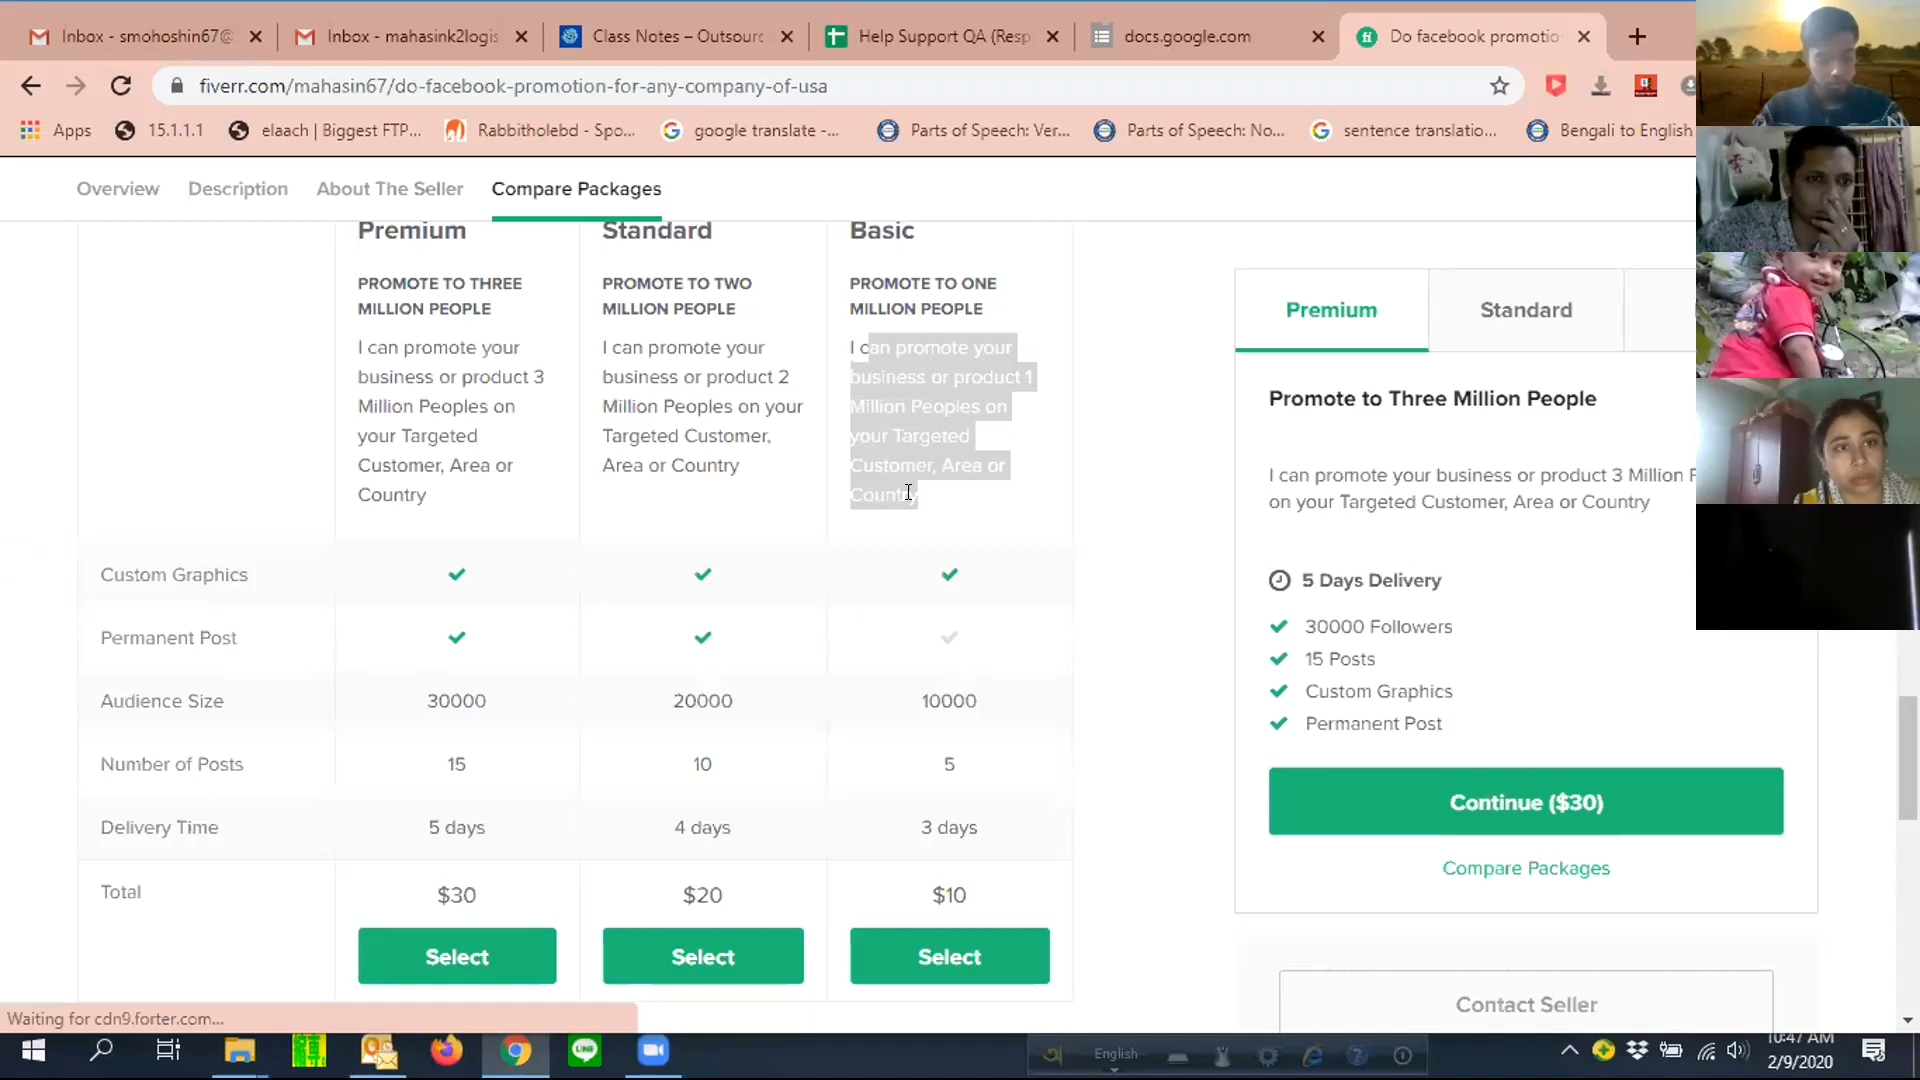 Inbox - smohoshin67@
Inbox - mahasink2logis
Class Notes – Outsourc
Help Support QA (Resp
docs.google.com
Do facebook promotio
fiverr.com/mahasin67/do-facebook-promotion-for-any-company-of-usa
Apps
15.1.1.1
elaach | Biggest FTP...
Rabbitholebd - Spo...
google translate -...
Parts of Speech: Ver...
Parts of Speech: No...
sentence translatio...
Bengali to English
Overview
Description
About The Seller
Compare Packages
Premium
Standard
Basic
PROMOTE TO THREE
MILLION PEOPLE
I can promote your
business or product 3
Million Peoples on
your Targeted
Customer, Area or
Country
PROMOTE TO TWO
MILLION PEOPLE
I can promote your
business or product 2
Million Peoples on your
Targeted Customer,
Area or Country
PROMOTE TO ONE
MILLION PEOPLE
I can promote your
business or product 1
Million Peoples on
your Targeted
Customer, Area or
Country
Custom Graphics
Permanent Post
Audience Size 30000 20000 10000
Number of Posts 15 10 5
Delivery Time 5 days 4 days 3 days
Total $30 $20 $10
Select Select Select
Premium
Standard
Promote to Three Million People
I can promote your business or product 3 Million
on your Targeted Customer, Area or Country
5 Days Delivery
30000 Followers
15 Posts
Custom Graphics
Permanent Post
Continue ($30)
Compare Packages
Contact Seller
Waiting for cdn9.forter.com...
English
10:47 AM
2/9/2020